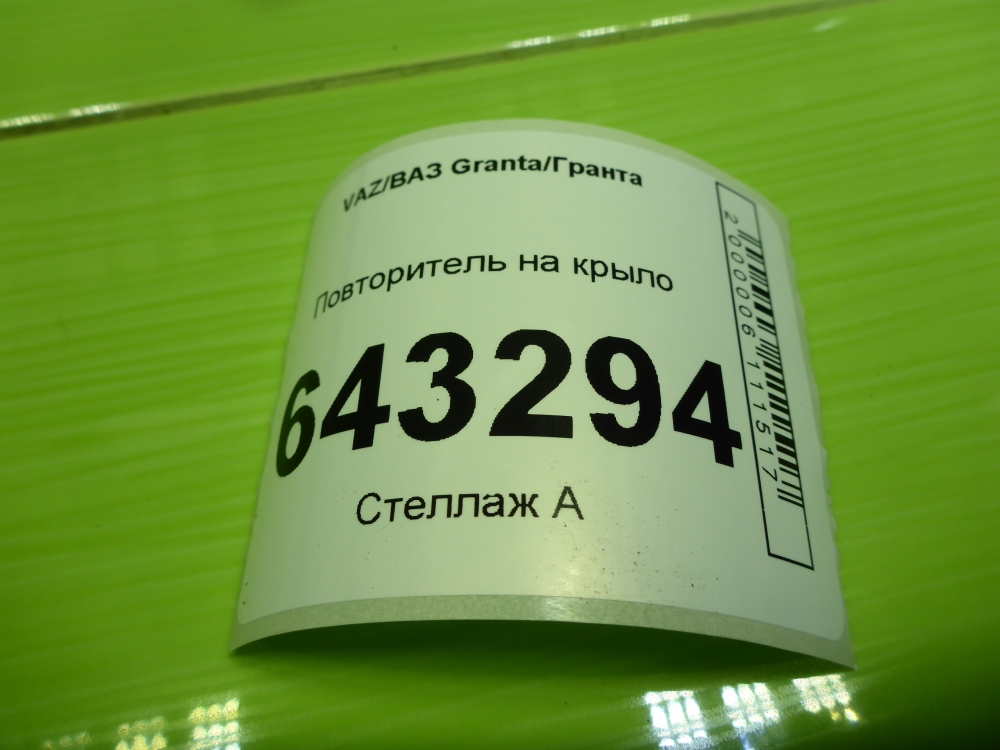 VAZ/ВАЗ Granta/Гранта
Повторитель на крыло
643294
Стеллаж А
2000006111517